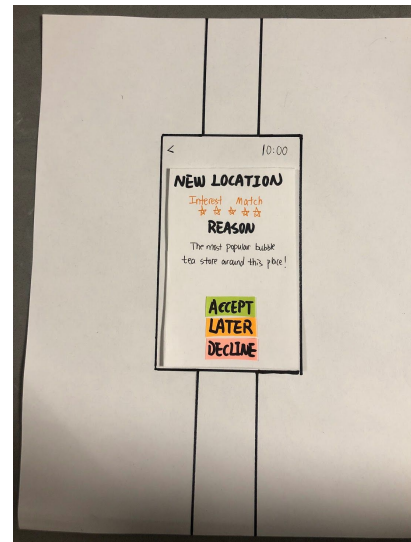 < 10:00
NEW LOCATION
Interest Match
☆ ☆ ☆ ☆ ☆
REASON
The most popular bubble
tea store around this place!
ACCEPT
LATER
DECLINE